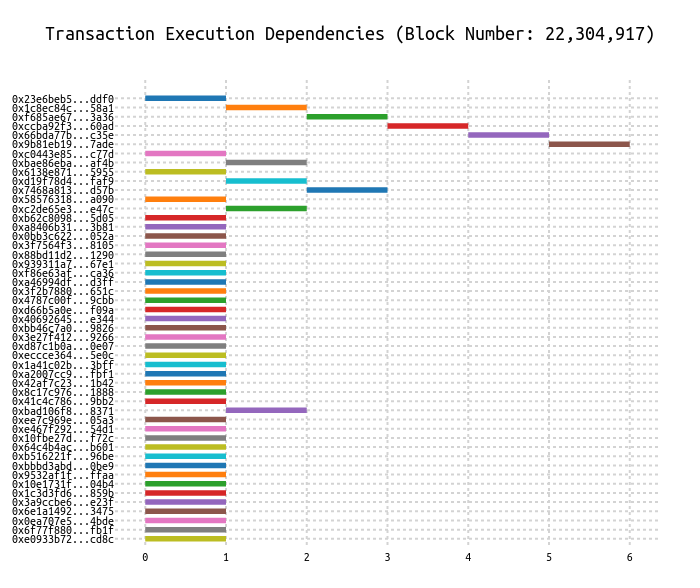 Transaction Execution Dependencies (Block Number: 22,304,917)
0x23e6beb5...ddf0
0x1c8ec84c...58a1
0xf685ae67...3a36
0xccba92f3...60ad
0x66bda77b...c35e
0x9b81eb19...7ade
0xc0443e85...c77d
0xbae86eba...af4b
0x6138e871...5955
0xd19f78d4...faf9
0x7468a813...d57b
0x58576318...a090
0xc2de65e3...e47c
0xb62c8098...5d05
0xa8406b31...3b81
0x0bb3c622...052a
0x3f7564f3...8105
0x88bd11d2...1290
0x939311a7...67e1
0xf86e63af...ca36
0xa46994df...d3ff
0x3f2b7880...651c
0x4787c00f...9cbb
0xd66b5a0e...f09a
0x40692645...e344
0xbb46c7a0...9826
0x3e27f412...9266
0xd87c1b0a...0e07
0xeccce364...5e0c
0x1a41c02b...3bff
0xa2007cc9...fbf1
0x42af7c23...1b42
0x8c17c976...1888
0x41c4c786...9bb2
0xbad106f8...8371
0xee7c969e...05a3
0xe467f292...54d1
0x10fbe27d...f72c
0x64c4b4ac...b601
0xb516221f...96be
0xbbbd3abd...0be9
0x9532af1f...ffaa
0x10e1731f...04b4
0x1c3d3fd6...859b
0x3a9ccbe6...e23f
0x6e1a1492...3475
0x0ea707e5...4bde
0x6f77f880...fb1f
0xe0933b72...cd8c
0 1 2 3 4 5 6